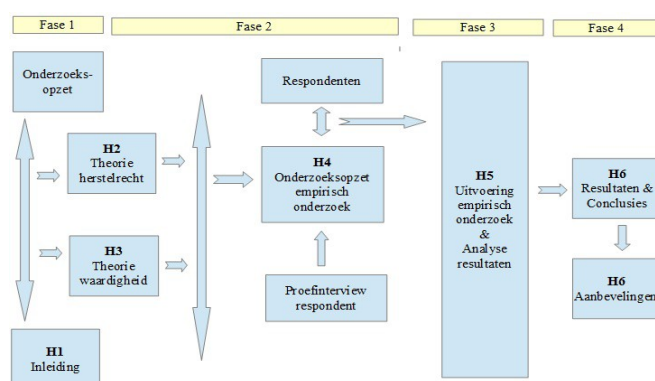 Fase 1
Fase 2
Fase 3
Fase 4
Onderzoeks-
opzet
H2
Theorie
herstelrecht
H3
Theorie
waardigheid
H1
Inleiding
Respondenten
H4
Onderzoeksopzet
empirisch
onderzoek
Proefinterview
respondent
H5
Uitvoering
empirisch
onderzoek
&
Analyse
resultaten
H6
Resultaten &
Conclusies
H6
Aanbevelingen